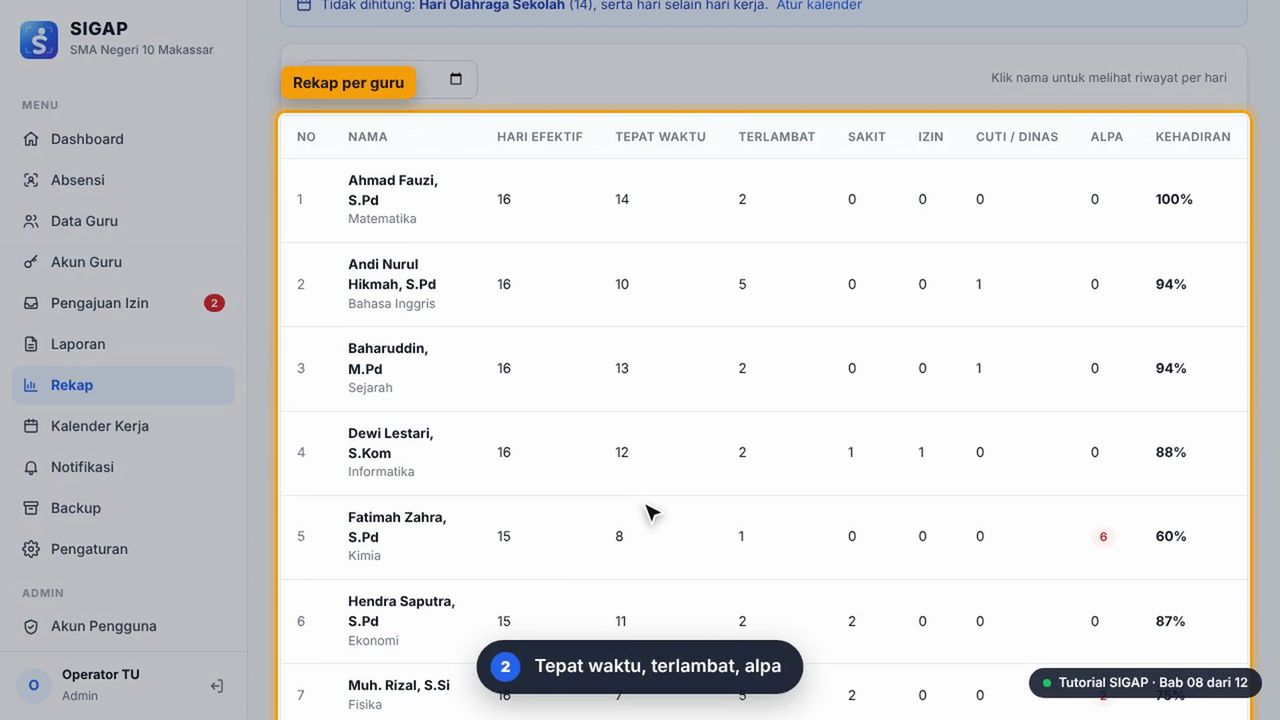 SIGAP
SMA Negeri 10 Makassar
MENU
Dashboard
Absensi
Data Guru
Akun Guru
Pengajuan Izin 2
Laporan
Rekap
Kalender Kerja
Notifikasi
Backup
Pengaturan
ADMIN
Akun Pengguna
O Operator TU
Admin
Tidak dihitung: Hari Olahraga Sekolah (14), serta hari selain hari kerja. Atur kalender
Rekap per guru
Klik nama untuk melihat riwayat per hari
NO NAMA HARI EFEKTIF TEPAT WAKTU TERLAMBAT SAKIT IZIN CUTI / DINAS ALPA KEHADIRAN
1 Ahmad Fauzi, S.Pd 16 14 2 0 0 0 0 100%
Matematika
2 Andi Nurul Hikmah, S.Pd 16 10 5 0 0 1 0 94%
Bahasa Inggris
3 Baharuddin, M.Pd 16 13 2 0 0 1 0 94%
Sejarah
4 Dewi Lestari, S.Kom 16 12 2 1 1 0 0 88%
Informatika
5 Fatimah Zahra, S.Pd 15 8 1 0 0 0 6 60%
Kimia
6 Hendra Saputra, S.Pd 15 11 2 2 0 0 0 87%
Ekonomi
7 Muh. Rizal, S.Si 16 7 5 2 0 0 2 75%
Fisika
2 Tepat waktu, terlambat, alpa
Tutorial SIGAP · Bab 08 dari 12